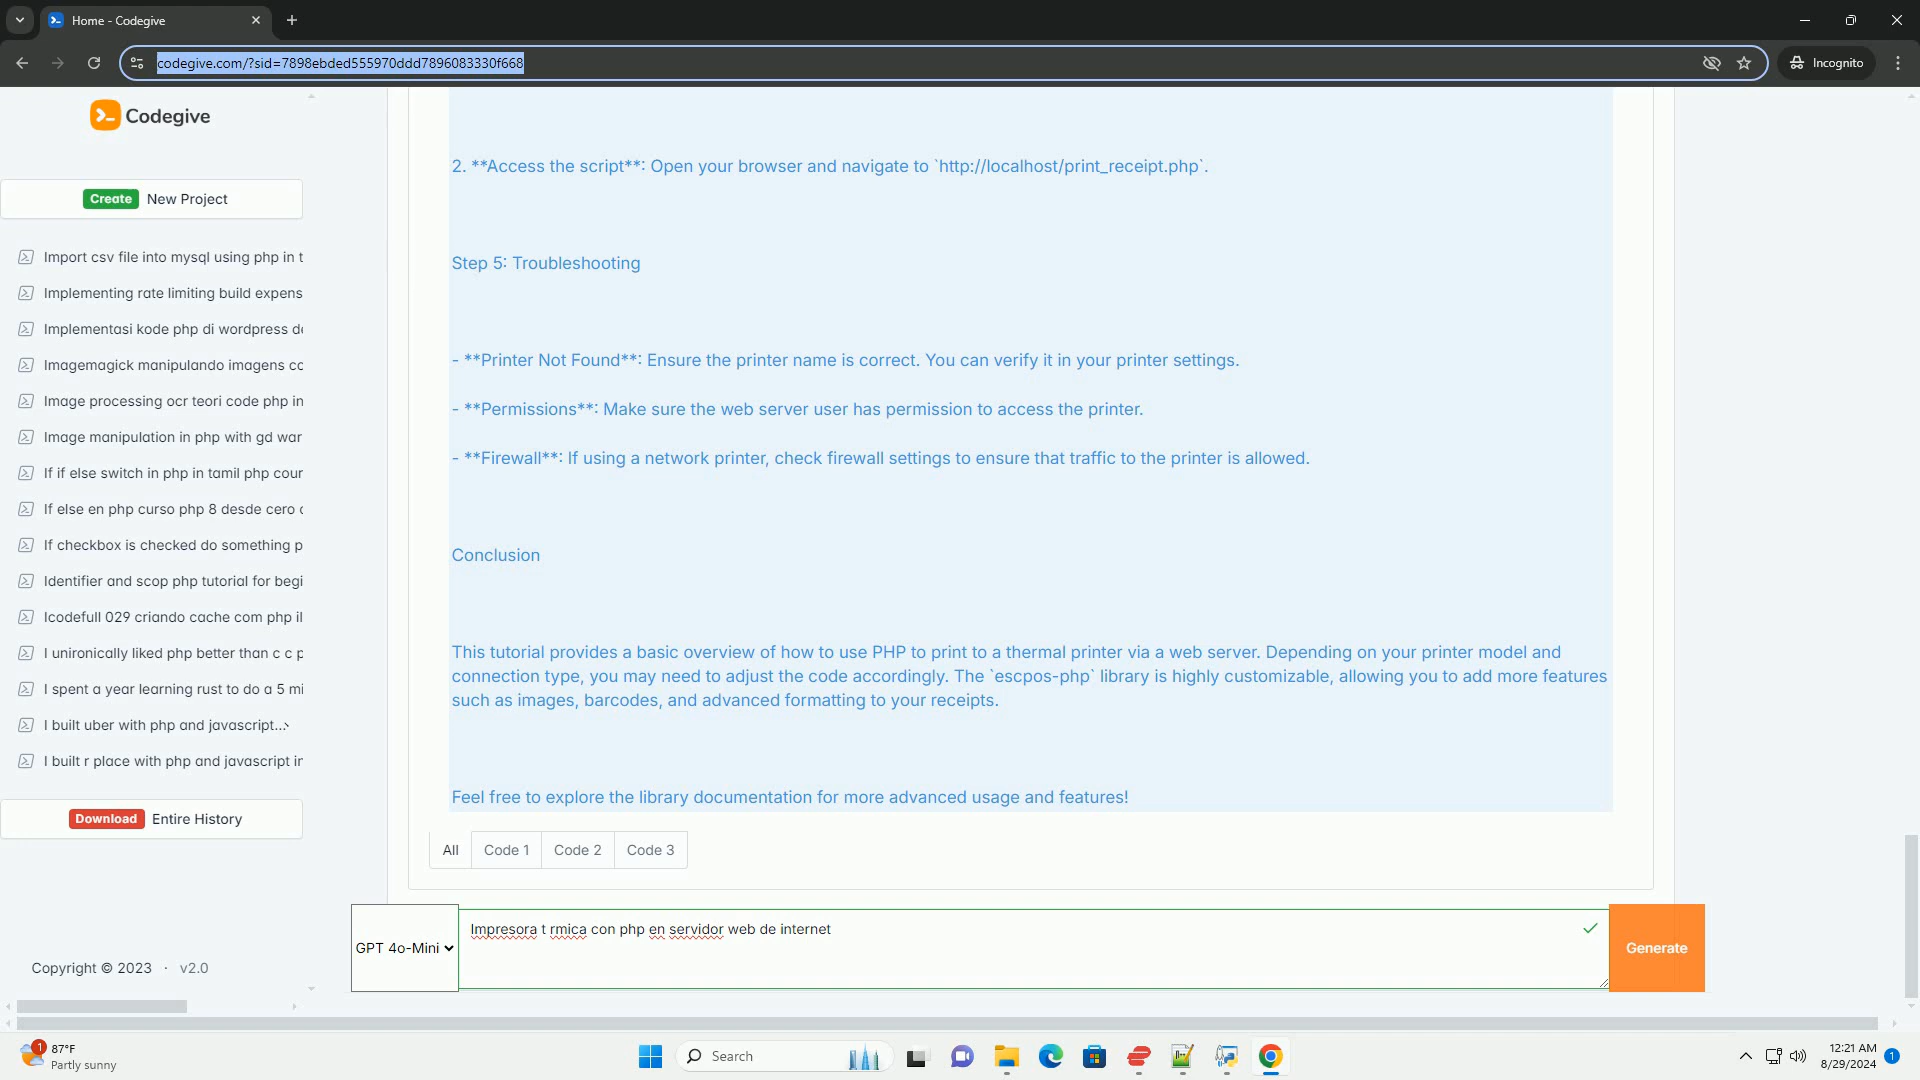 Home - Codegive
codegive.com/?sid=7898ebded555970ddd7896083330f668
Incognito
Codegive
Create New Project
Import csv file into mysql using php in t
Implementing rate limiting build expens
Implementasi kode php di wordpress de
Imagemagick manipulando imagens co
Image processing ocr teori code php in
Image manipulation in php with gd war
If if else switch in php in tamil php cour
If else en php curso php 8 desde cero c
If checkbox is checked do something p
Identifier and scop php tutorial for begi
Icodefull 029 criando cache com php il
I unironically liked php better than c c p
I spent a year learning rust to do a 5 mi
I built uber with php and javascript...
I built r place with php and javascript in
Download Entire History
Copyright © 2023 · v2.0
2. **Access the script**: Open your browser and navigate to `http://localhost/print_receipt.php`.
Step 5: Troubleshooting
- **Printer Not Found**: Ensure the printer name is correct. You can verify it in your printer settings.
- **Permissions**: Make sure the web server user has permission to access the printer.
- **Firewall**: If using a network printer, check firewall settings to ensure that traffic to the printer is allowed.
Conclusion
This tutorial provides a basic overview of how to use PHP to print to a thermal printer via a web server. Depending on your printer model and
connection type, you may need to adjust the code accordingly. The `escpos-php` library is highly customizable, allowing you to add more features
such as images, barcodes, and advanced formatting to your receipts.
Feel free to explore the library documentation for more advanced usage and features!
All Code 1 Code 2 Code 3
GPT 4o-Mini
Impresora t rmica con php en servidor web de internet
Generate
1
87°F
Partly sunny
Search
12:21 AM
8/29/2024
1